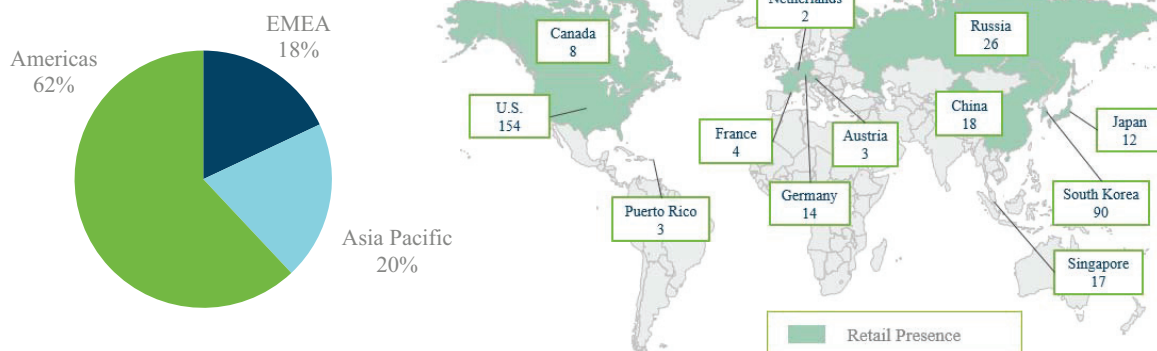 EMEA
18%
Americas
62%
Asia Pacific
20%
Netherlands
2
Canada
8
Russia
26
U.S.
154
China
18
France
4
Austria
3
Japan
12
Germany
14
South Korea
90
Puerto Rico
3
Singapore
17
Retail Presence